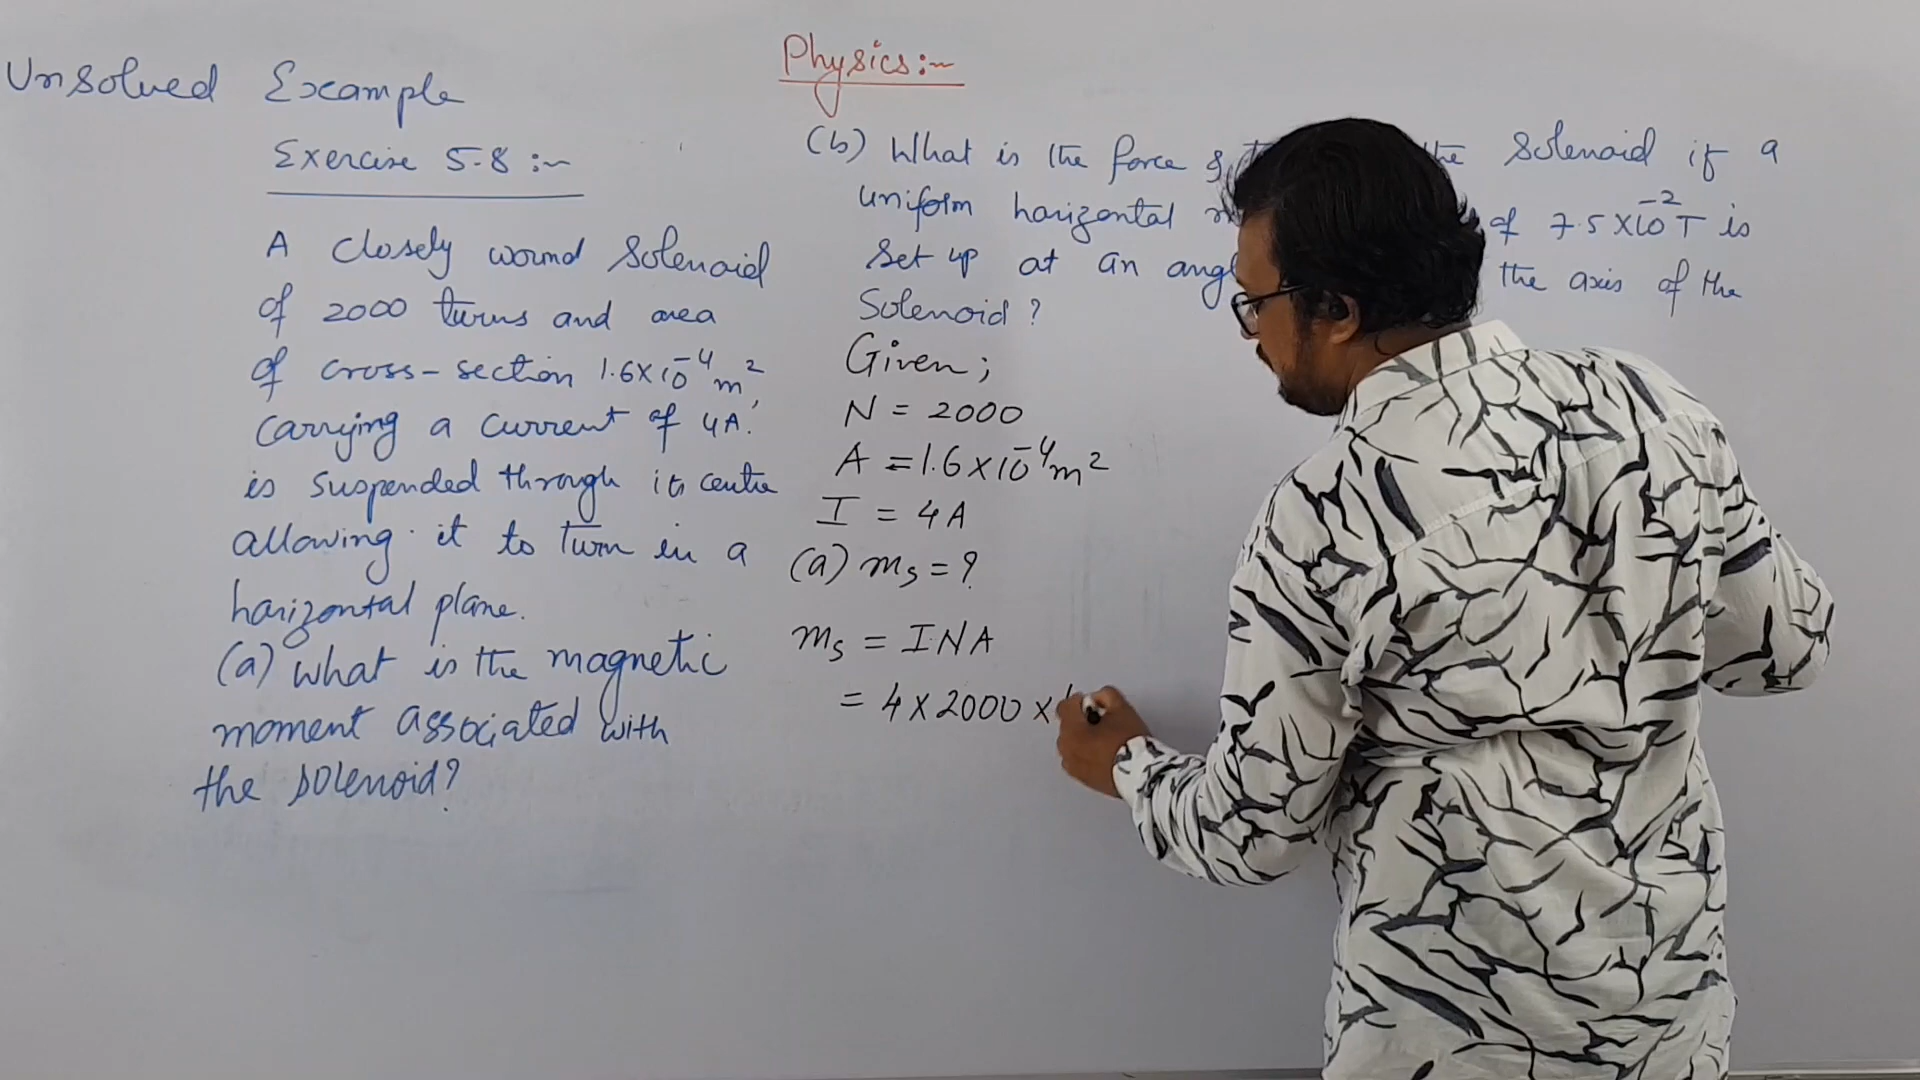 Physics:~
Unsolved Example
Exercise 5.8 :~
A closely wound Solenoid
of 2000 turns and area
of cross-section 1.6×10⁻⁴ m²,
carrying a current of 4A.
is suspended through its centre
allowing it to turn in a
horizontal plane.
(a) What is the magnetic
moment associated with
the solenoid?
(b) What is the force & the Solenoid if a
uniform horizontal of 7.5×10⁻² T is
set up at an the axis of the
Solenoid?
Given;
N = 2000
A = 1.6×10⁻⁴ m²
I = 4A
(a) mₛ = ?
mₛ = INA
= 4×2000×